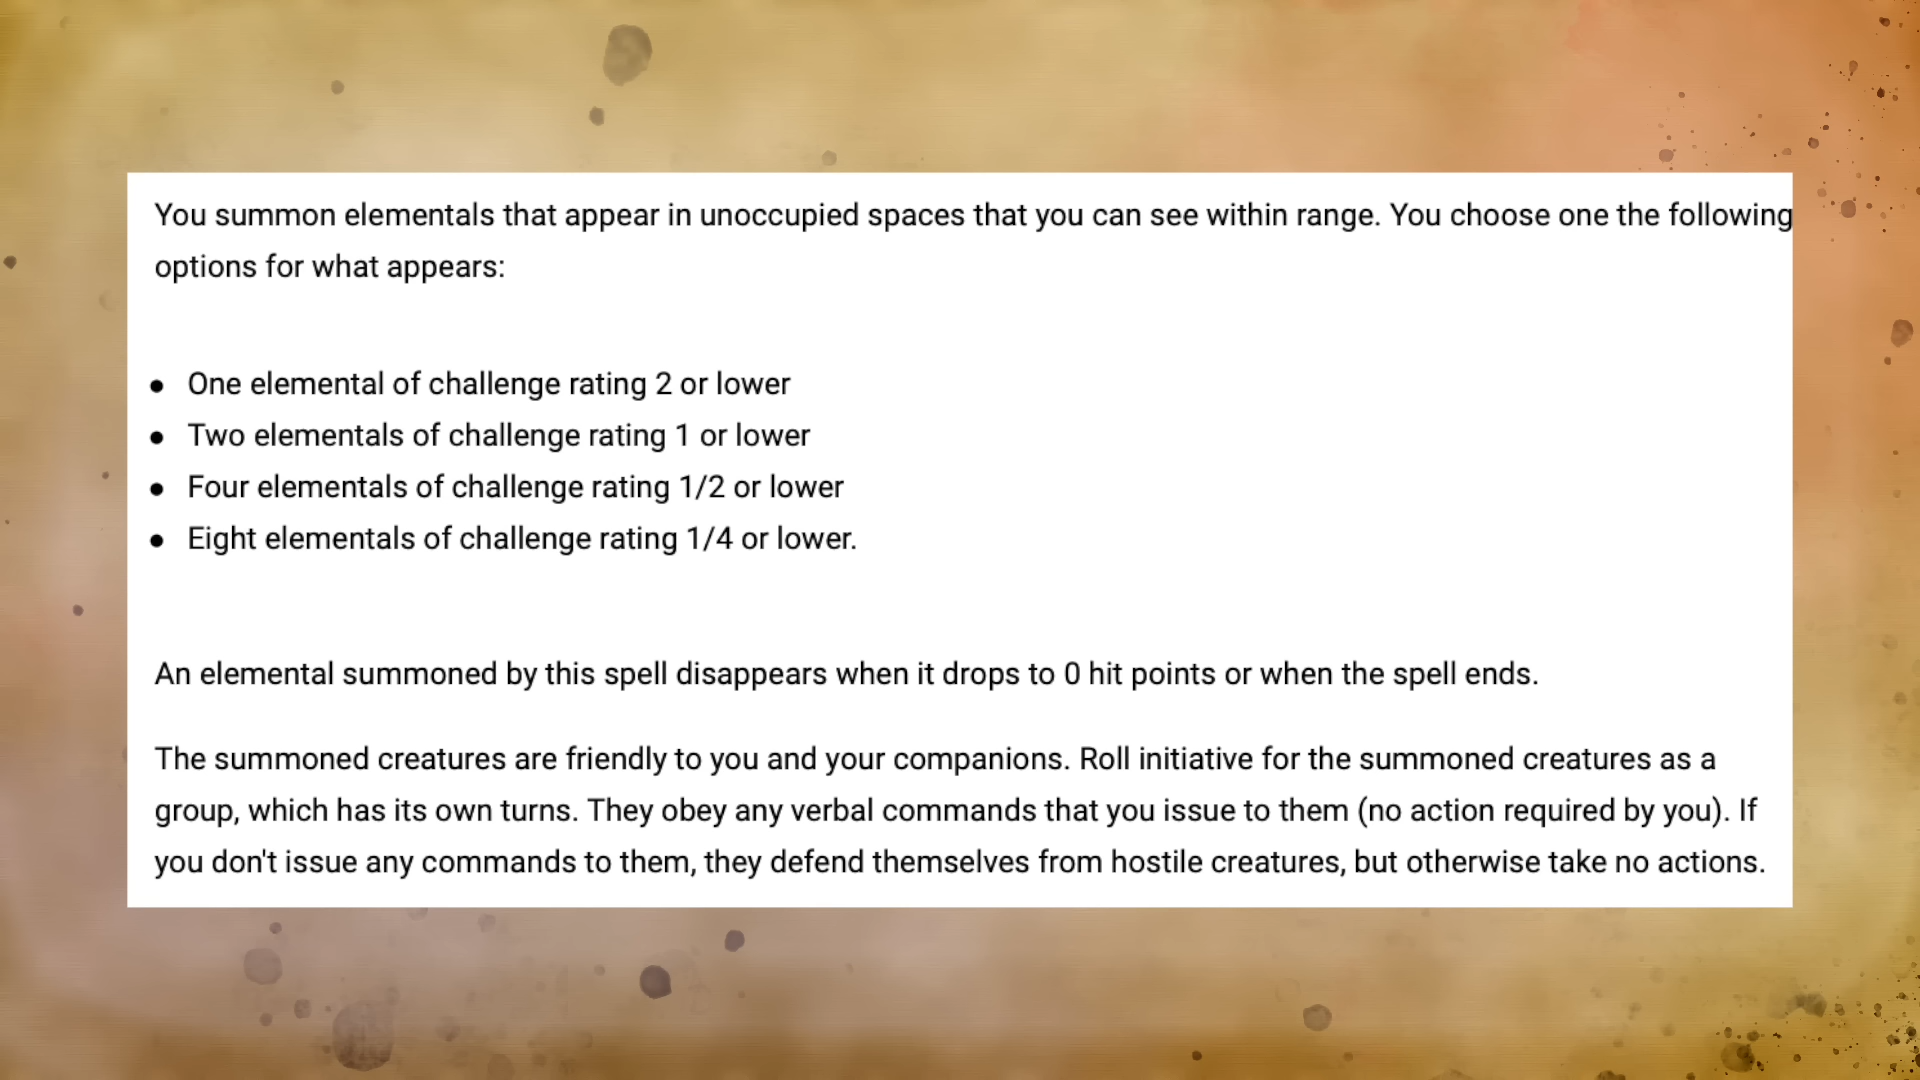 You summon elementals that appear in unoccupied spaces that you can see within range. You choose one the following
options for what appears:
● One elemental of challenge rating 2 or lower
● Two elementals of challenge rating 1 or lower
● Four elementals of challenge rating 1/2 or lower
● Eight elementals of challenge rating 1/4 or lower.
An elemental summoned by this spell disappears when it drops to 0 hit points or when the spell ends.
The summoned creatures are friendly to you and your companions. Roll initiative for the summoned creatures as a
group, which has its own turns. They obey any verbal commands that you issue to them (no action required by you). If
you don't issue any commands to them, they defend themselves from hostile creatures, but otherwise take no actions.